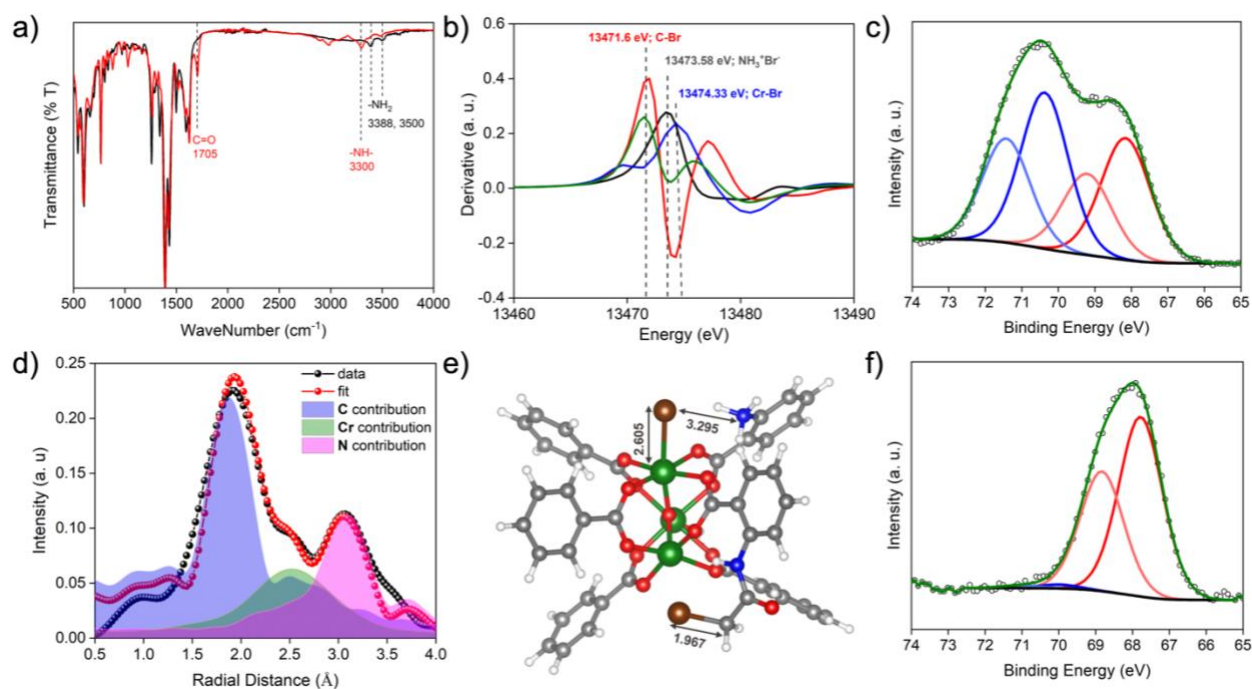 a)
Transmittance (% T)
C=O
1705
-NH-
3300
-NH₂
3388, 3500
500 1000 1500 2000 2500 3000 3500 4000
WaveNumber (cm⁻¹)
b)
Derivative (a. u.)
0.6
0.4
0.2
0.0
-0.2
-0.4
13471.6 eV; C-Br
13473.58 eV; NH₃⁺Br⁻
13474.33 eV; Cr-Br
13460 13470 13480 13490
Energy (eV)
c)
Intensity (a. u.)
74 73 72 71 70 69 68 67 66 65
Binding Energy (eV)
d)
Intensity (a. u)
0.25
0.20
0.15
0.10
0.05
0.00
data
fit
C contribution
Cr contribution
N contribution
0.5 1.0 1.5 2.0 2.5 3.0 3.5 4.0
Radial Distance (Å)
e)
2.605
3.295
1.967
f)
Intensity (a. u.)
74 73 72 71 70 69 68 67 66 65
Binding Energy (eV)